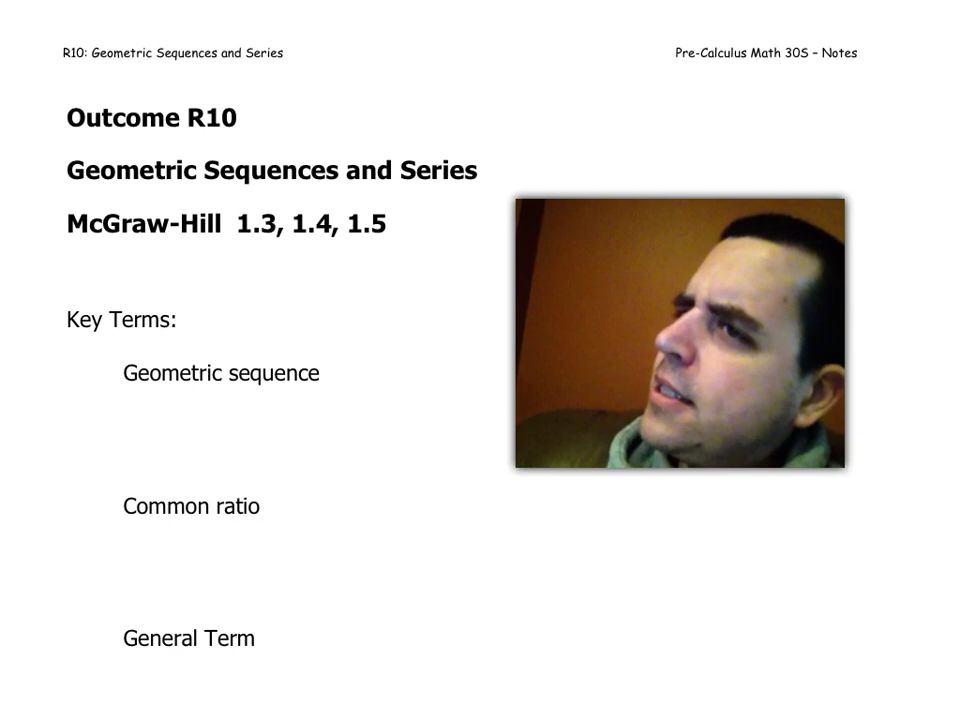 R10: Geometric Sequences and Series
Pre-Calculus Math 30S – Notes
Outcome R10
Geometric Sequences and Series
McGraw-Hill  1.3, 1.4, 1.5
Key Terms:
Geometric sequence
Common ratio
General Term